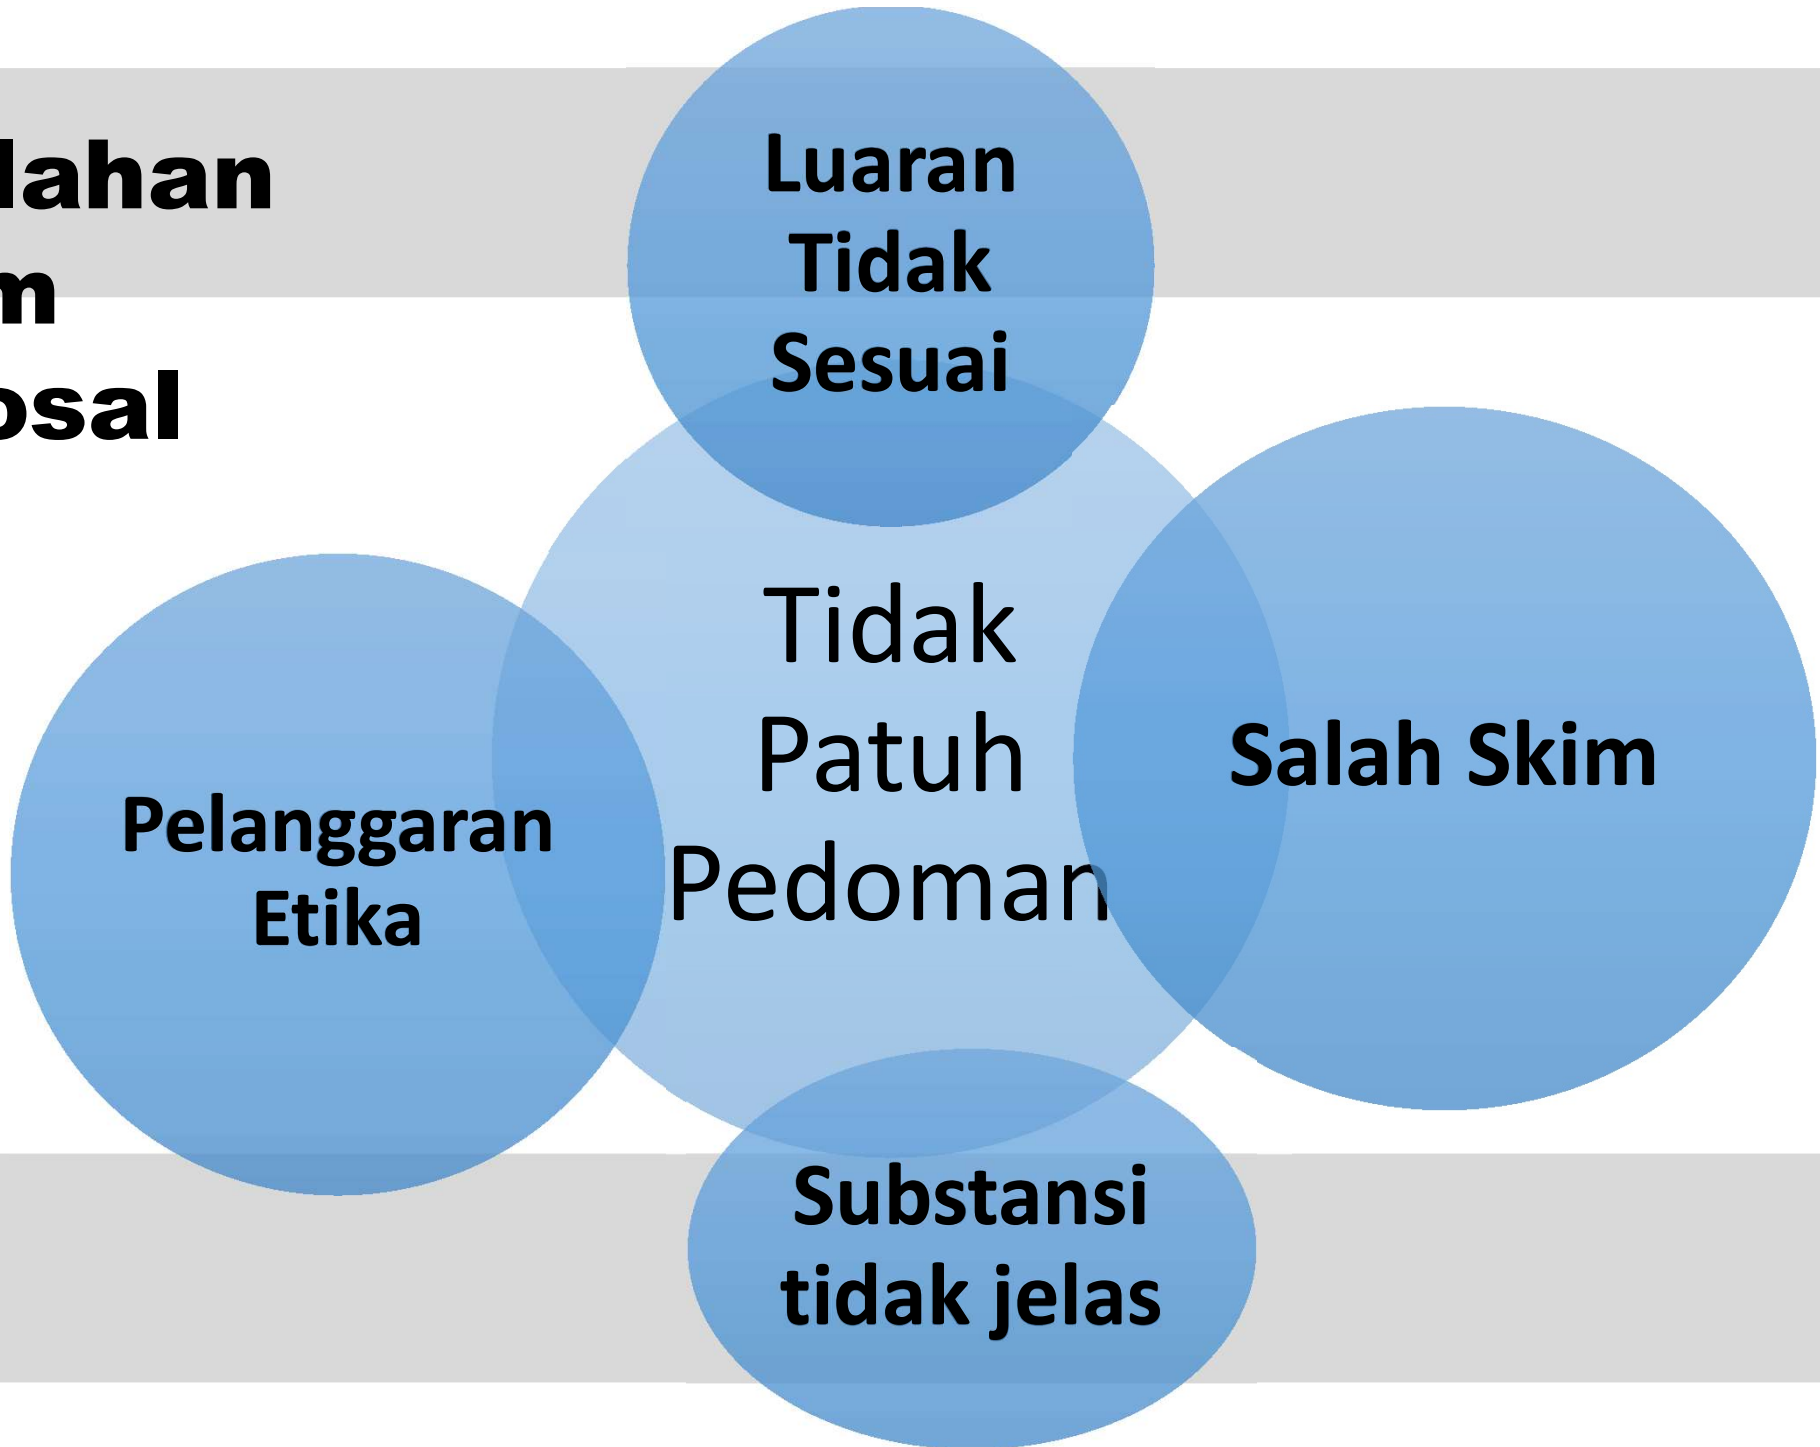 lahan
m
osal
Luaran
Tidak
Sesuai
Tidak
Patuh
Pedoman
Salah Skim
Pelanggaran
Etika
Substansi
tidak jelas